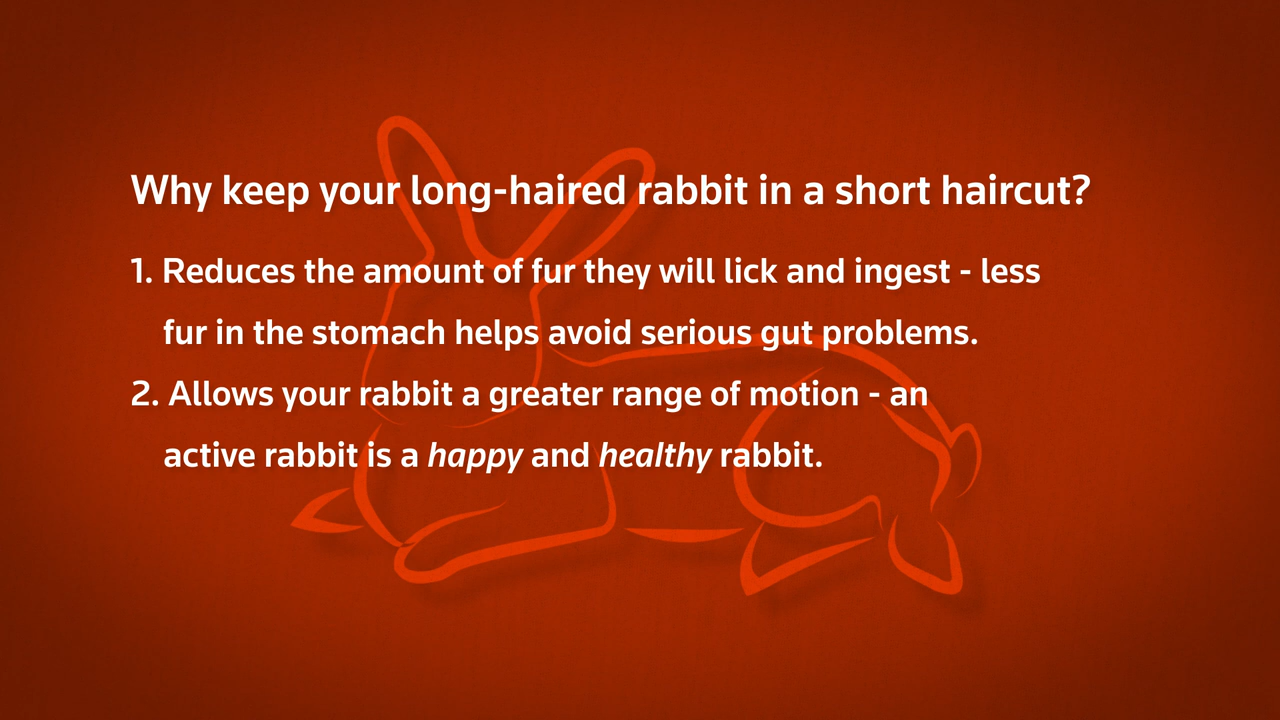 Why keep your long-haired rabbit in a short haircut?
1. Reduces the amount of fur they will lick and ingest - less
fur in the stomach helps avoid serious gut problems.
2. Allows your rabbit a greater range of motion - an
active rabbit is a happy and healthy rabbit.